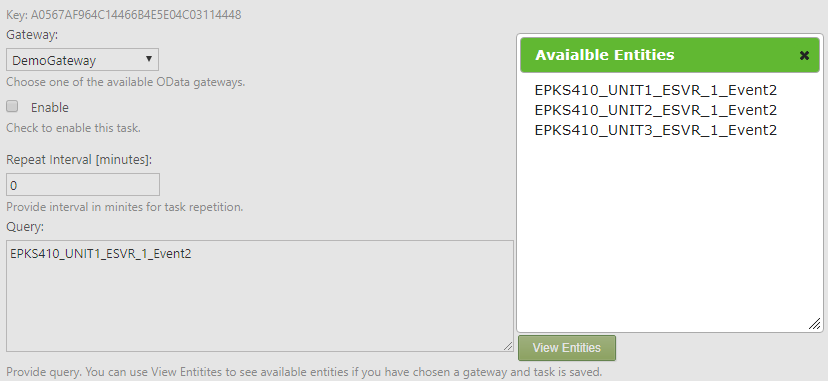 Key: A0567AF964C14466B4E5E04C03114448
Gateway:
DemoGateway
Choose one of the available OData gateways.
Enable
Check to enable this task.
Repeat Interval [minutes]:
0
Provide interval in minites for task repetition.
Query:
EPKS410_UNIT1_ESVR_1_Event2
Avaialble Entities
EPKS410_UNIT1_ESVR_1_Event2
EPKS410_UNIT2_ESVR_1_Event2
EPKS410_UNIT3_ESVR_1_Event2
View Entities
Provide query. You can use View Entitites to see available entities if you have chosen a gateway and task is saved.